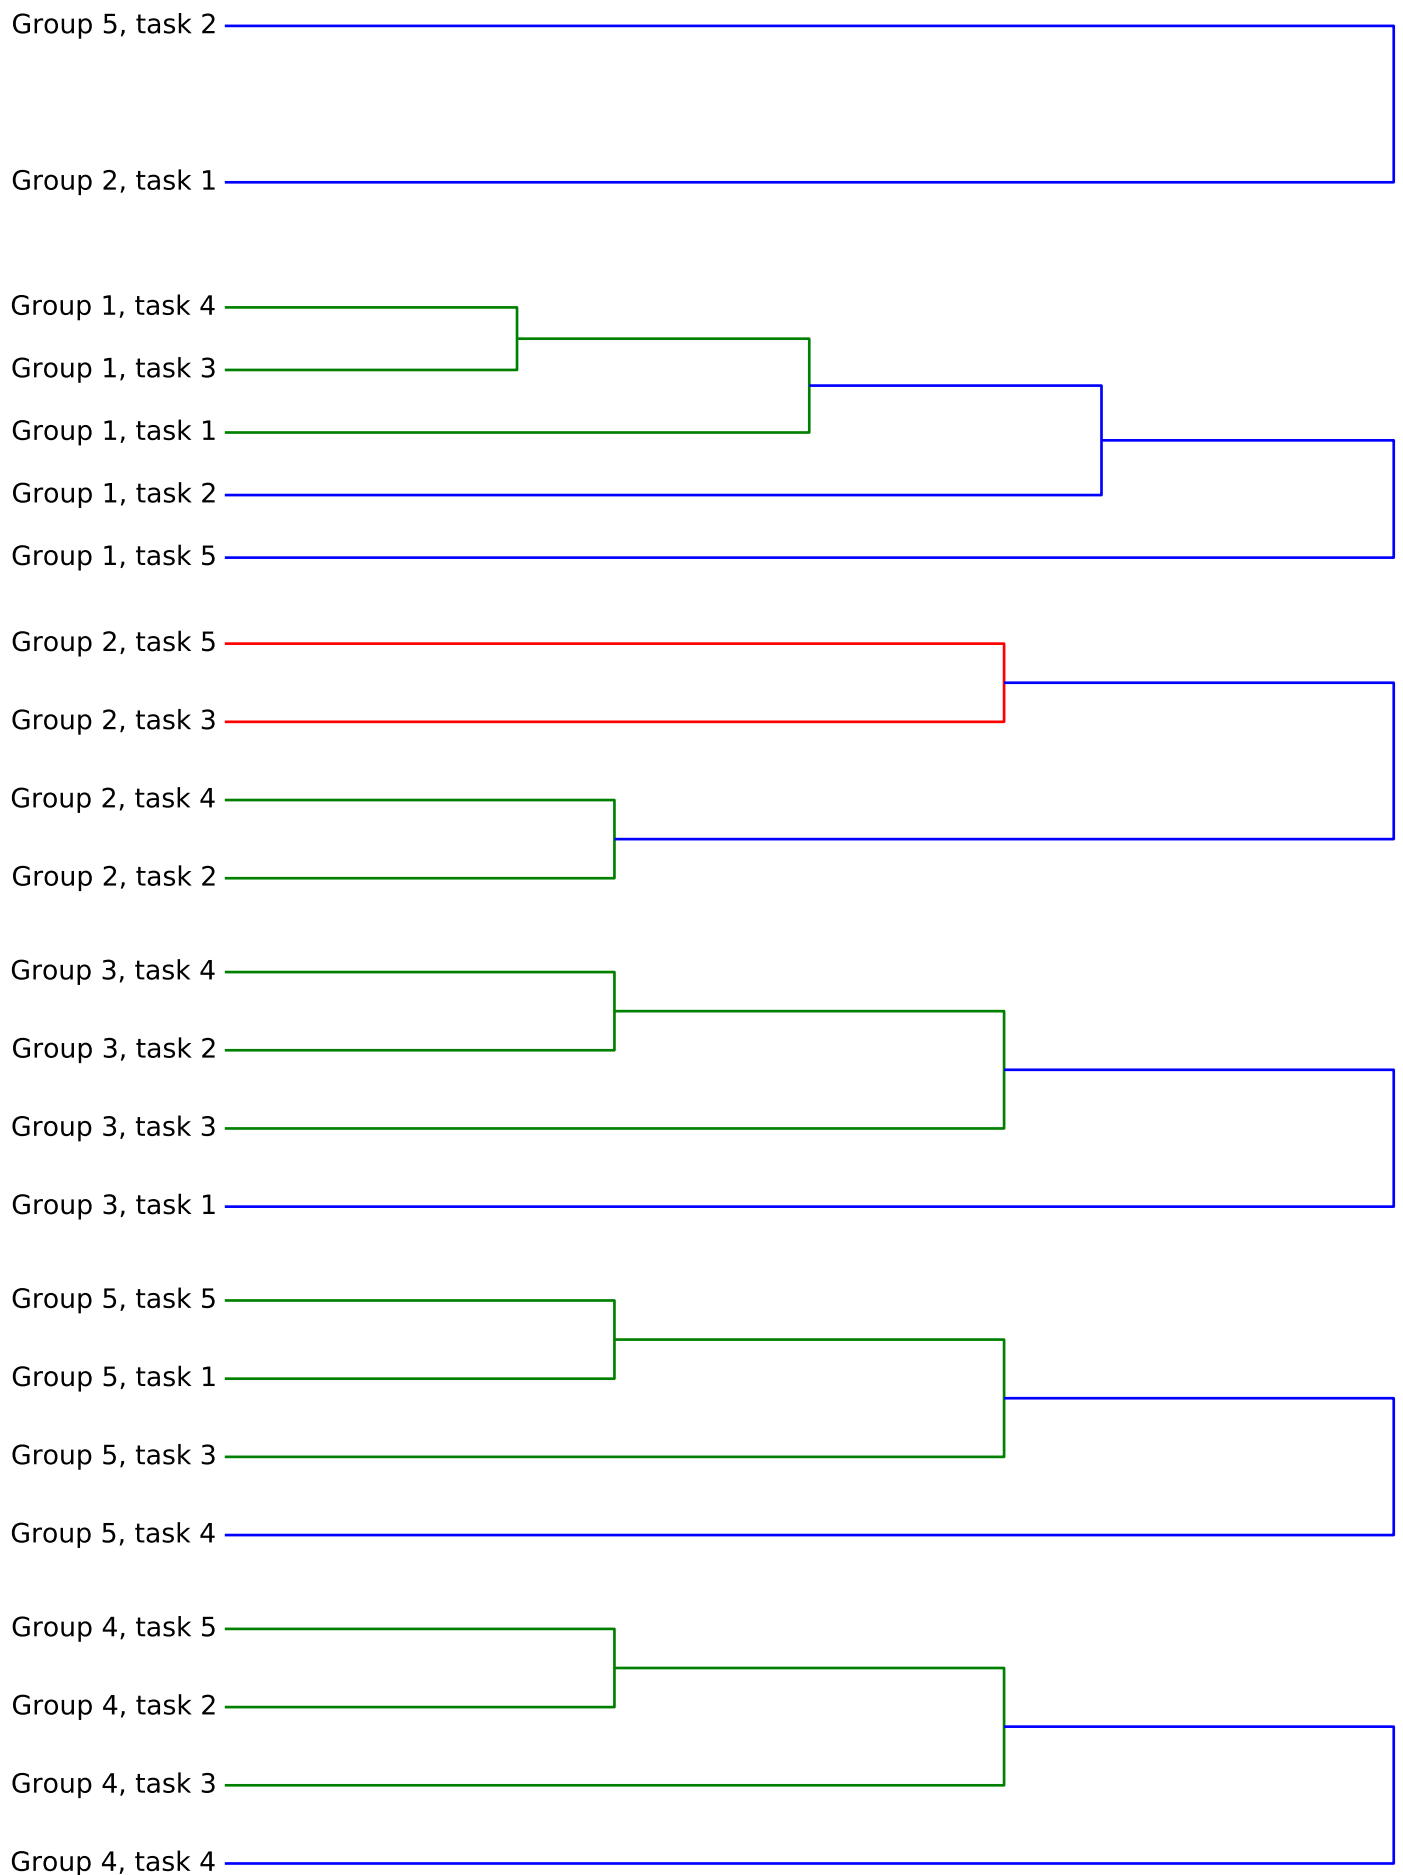 Group 5, task 2
Group 2, task 1
Group 1, task 4
Group 1, task 3
Group 1, task 1
Group 1, task 2
Group 1, task 5
Group 2, task 5
Group 2, task 3
Group 2, task 4
Group 2, task 2
Group 3, task 4
Group 3, task 2
Group 3, task 3
Group 3, task 1
Group 5, task 5
Group 5, task 1
Group 5, task 3
Group 5, task 4
Group 4, task 5
Group 4, task 2
Group 4, task 3
Group 4, task 4